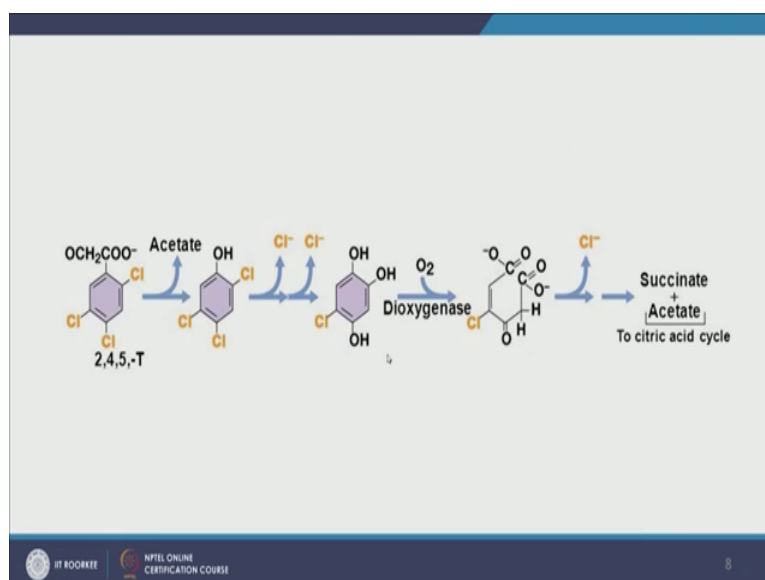 OCH₂COO⁻
Cl
Cl
Cl
2,4,5,-T
Acetate
OH
Cl
Cl
Cl
Cl⁻ Cl⁻
OH
OH
Cl
OH
O₂
Dioxygenase
⁻O
C
O
C
O
O⁻
H
H
Cl
O
Cl⁻
Succinate
+
Acetate
To citric acid cycle
IIT ROORKEE
NPTEL ONLINE
CERTIFICATION COURSE
8